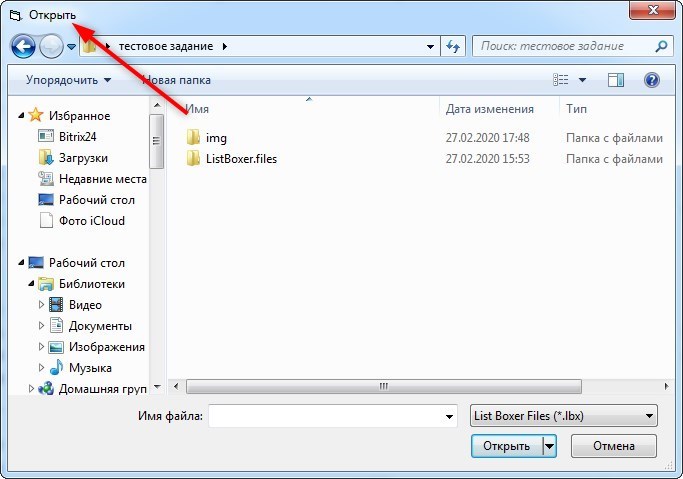 Открыть
тестовое задание
Поиск: тестовое задание
Упорядочить
Новая папка
Избранное
Bitrix24
Загрузки
Недавние места
Рабочий стол
Фото iCloud
Рабочий стол
Библиотеки
Видео
Документы
Изображения
Музыка
Домашняя груп
Имя Дата изменения Тип
img 27.02.2020 17:48 Папка с файлами
ListBoxer.files 27.02.2020 15:53 Папка с файлами
Имя файла:
List Boxer Files (*.lbx)
Открыть
Отмена